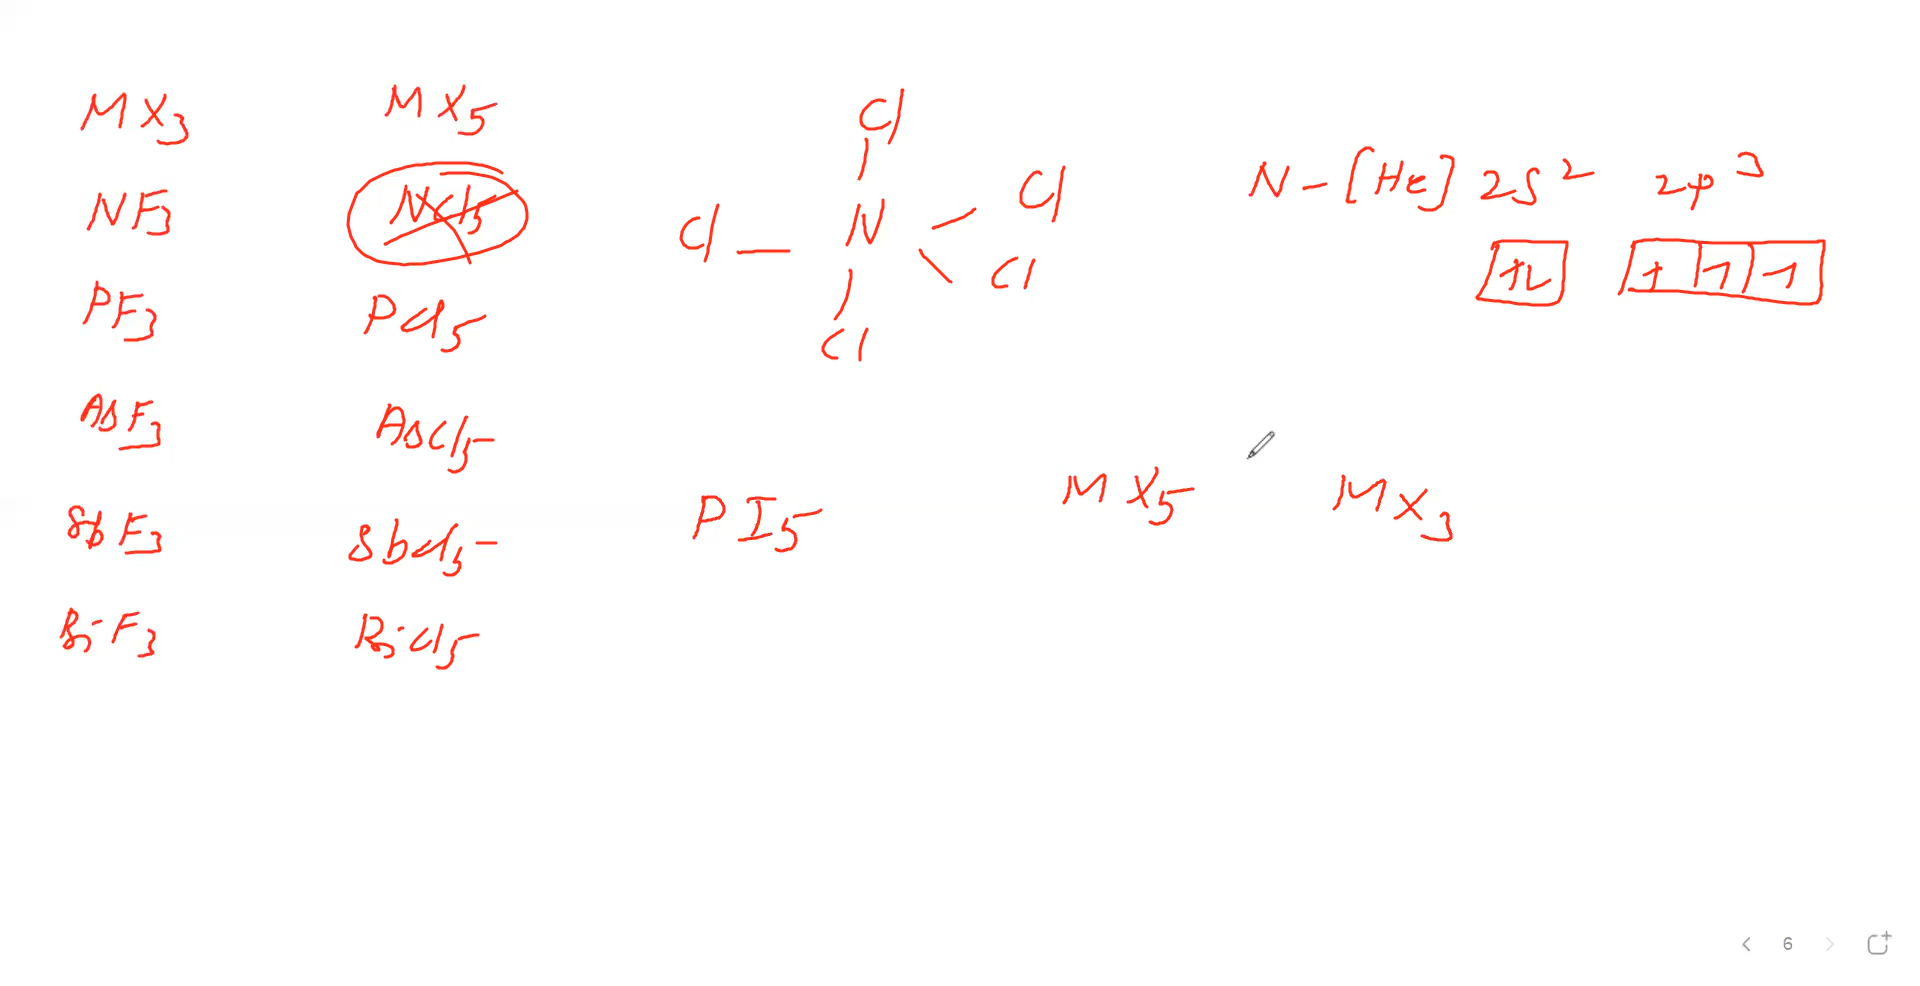 MX3 MX5
NF3 NCl5
PF3 PCl5
AsF3 AsCl5
SbF3 SbCl5
BiF3 BiCl5
Cl
Cl — N — Cl
Cl
Cl
N - [He] 2s² 2p³
↑↓ ↑ ↑ ↑
PI5 MX5 MX3
6